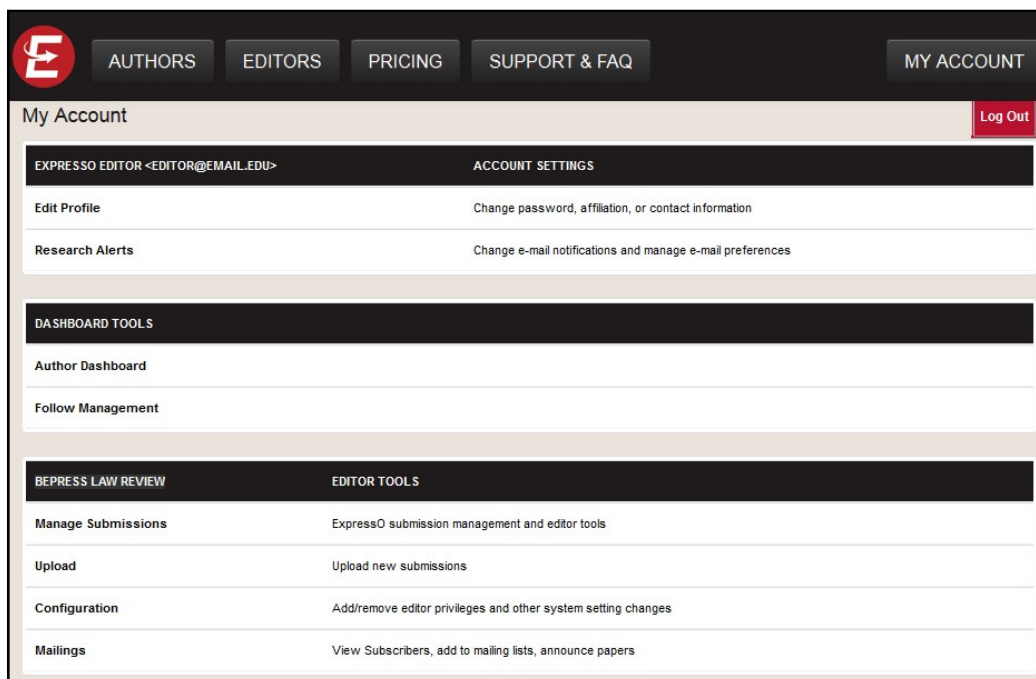 E
AUTHORS EDITORS PRICING SUPPORT & FAQ MY ACCOUNT
My Account Log Out
EXPRESSO EDITOR <EDITOR@EMAIL.EDU> ACCOUNT SETTINGS
Edit Profile Change password, affiliation, or contact information
Research Alerts Change e-mail notifications and manage e-mail preferences
DASHBOARD TOOLS
Author Dashboard
Follow Management
BEPRESS LAW REVIEW EDITOR TOOLS
Manage Submissions ExpressO submission management and editor tools
Upload Upload new submissions
Configuration Add/remove editor privileges and other system setting changes
Mailings View Subscribers, add to mailing lists, announce papers